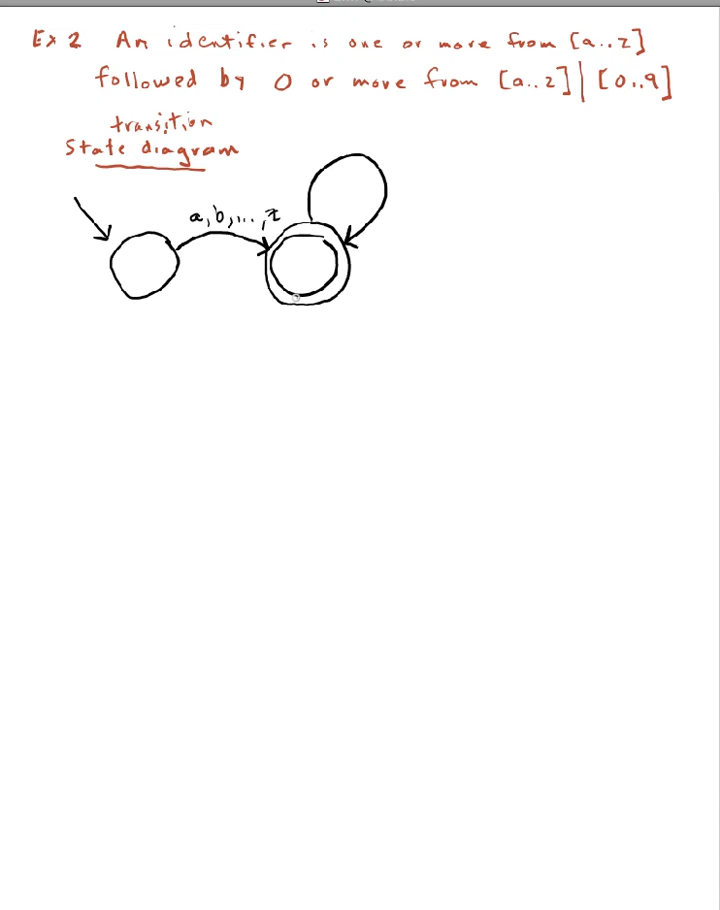 Ex 2 An identifier is one or more from [a..z]
followed by 0 or more from [a..z] | [0..9]
transition
State diagram
a, b, ... , z